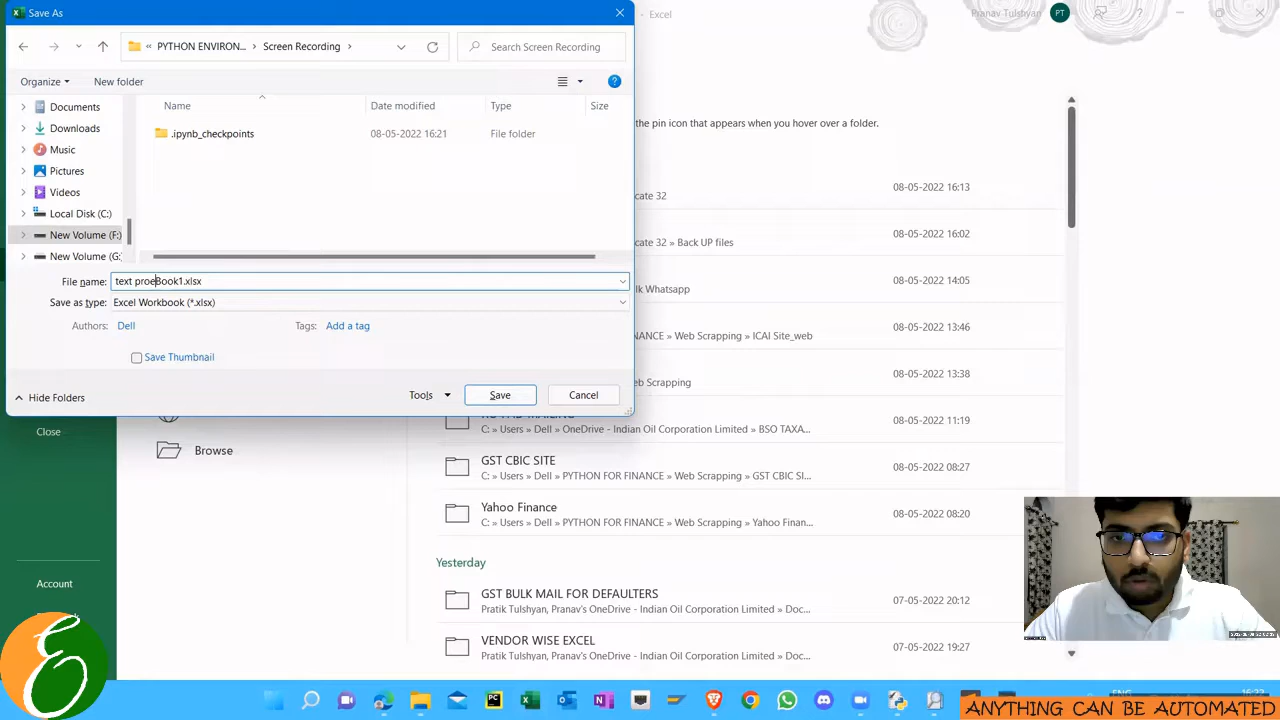 Save As
- Excel
Pranav Tulshyan
PT
?
« PYTHON ENVIRON... > Screen Recording >
Search Screen Recording
Organize
New folder
?
Documents
Downloads
Music
Pictures
Videos
Local Disk (C:)
New Volume (F:)
New Volume (G:
Name
Date modified
Type
Size
.ipynb_checkpoints
08-05-2022 16:21
File folder
File name:
text proeBook1.xlsx
Save as type:
Excel Workbook (*.xlsx)
Authors:
Dell
Tags:
Add a tag
Save Thumbnail
Hide Folders
Tools
Save
Cancel
the pin icon that appears when you hover over a folder.
cate 32
08-05-2022 16:13
cate 32 » Back UP files
08-05-2022 16:02
lk Whatsapp
08-05-2022 14:05
R FINANCE » Web Scrapping » ICAI Site_web
08-05-2022 13:46
eb Scrapping
08-05-2022 13:38
C: » Users » Dell » OneDrive - Indian Oil Corporation Limited » BSO TAXA...
08-05-2022 11:19
GST CBIC SITE
C: » Users » Dell » PYTHON FOR FINANCE » Web Scrapping » GST CBIC SI...
08-05-2022 08:27
Yahoo Finance
C: » Users » Dell » PYTHON FOR FINANCE » Web Scrapping » Yahoo Finan...
08-05-2022 08:20
Yesterday
GST BULK MAIL FOR DEFAULTERS
Pratik Tulshyan, Pranav's OneDrive - Indian Oil Corporation Limited » Doc...
07-05-2022 20:12
VENDOR WISE EXCEL
Pratik Tulshyan, Pranav's OneDrive - Indian Oil Corporation Limited » Doc...
07-05-2022 19:27
Close
Browse
Account
E
PC
ENG
ANYTHING CAN BE AUTOMATED